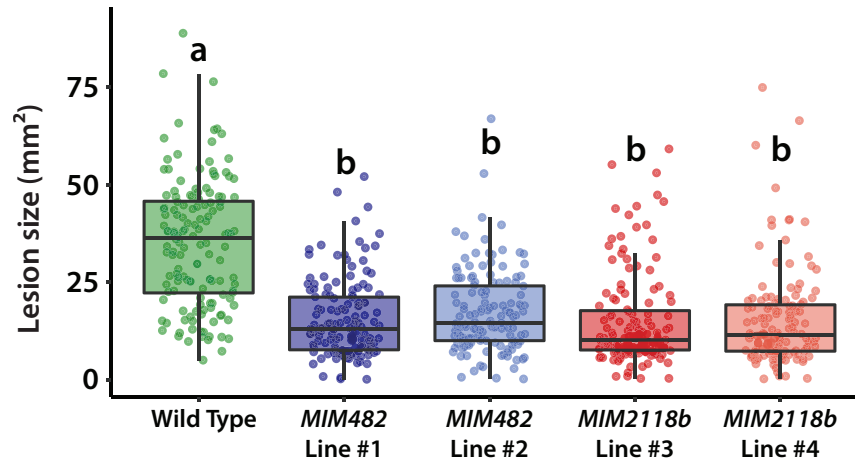 Lesion size (mm²)
75
50
25
0
a
b
b
b
b
Wild Type
MIM482
Line #1
MIM482
Line #2
MIM2118b
Line #3
MIM2118b
Line #4